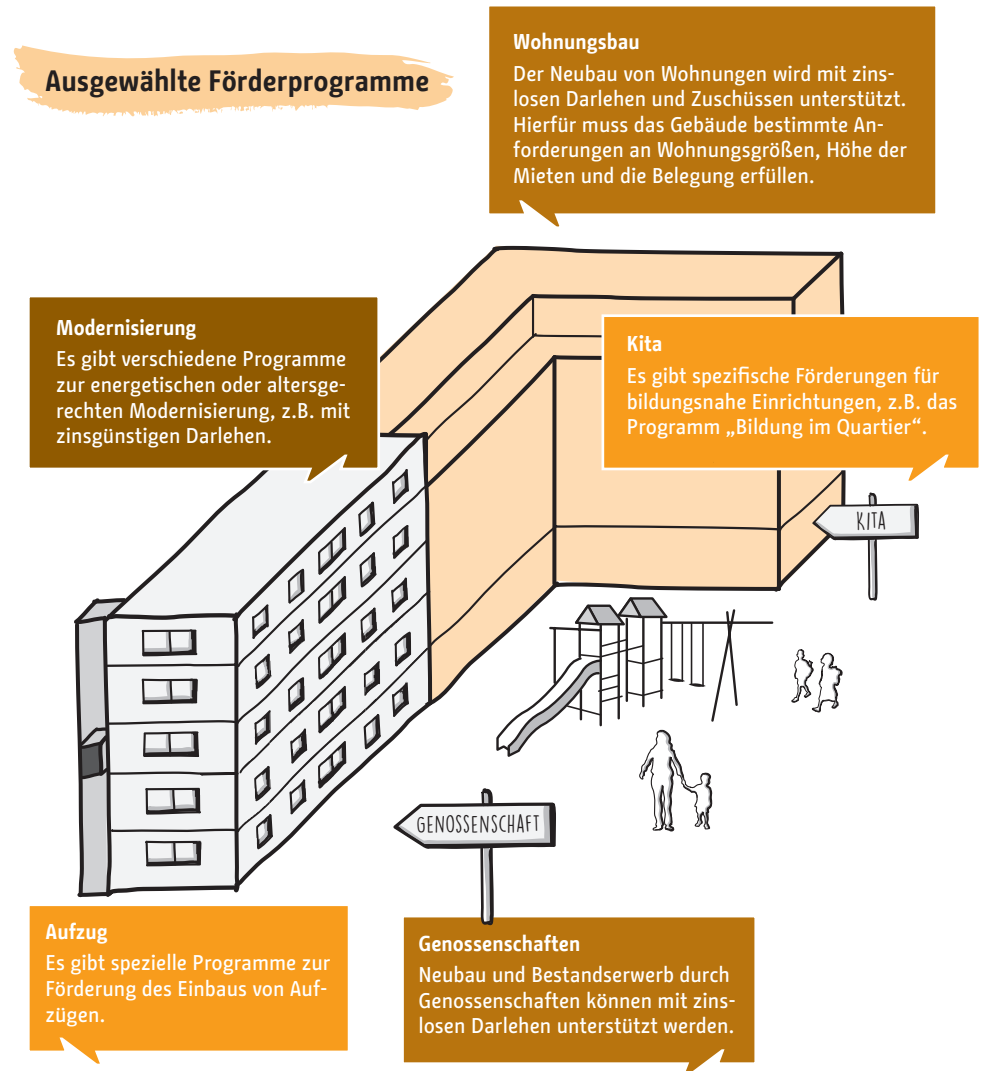 Ausgewählte Förderprogramme
Wohnungsbau
Der Neubau von Wohnungen wird mit zins-
losen Darlehen und Zuschüssen unterstützt.
Hierfür muss das Gebäude bestimmte An-
forderungen an Wohnungsgrößen, Höhe der
Mieten und die Belegung erfüllen.
Modernisierung
Es gibt verschiedene Programme
zur energetischen oder altersge-
rechten Modernisierung, z.B. mit
zinsgünstigen Darlehen.
Kita
Es gibt spezifische Förderungen für
bildungsnahe Einrichtungen, z.B. das
Programm „Bildung im Quartier“.
KITA
GENOSSENSCHAFT
Aufzug
Es gibt spezielle Programme zur
Förderung des Einbaus von Auf-
zügen.
Genossenschaften
Neubau und Bestandserwerb durch
Genossenschaften können mit zins-
losen Darlehen unterstützt werden.